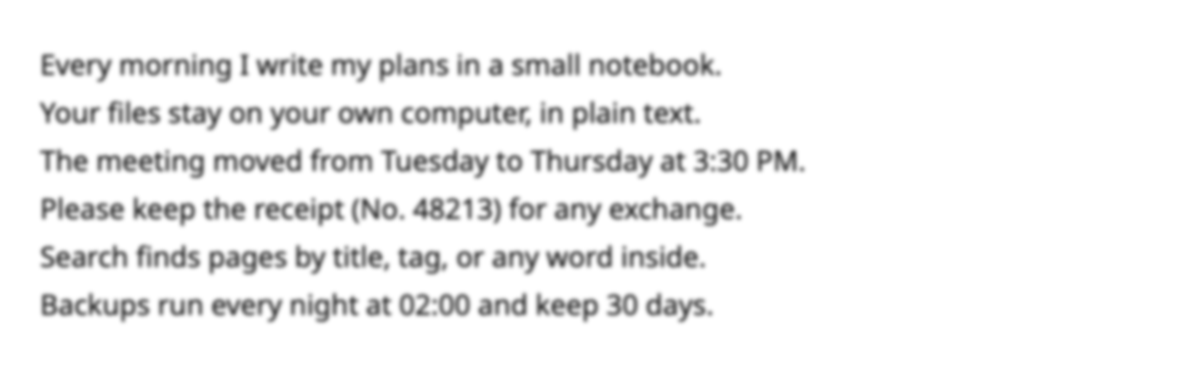 Every morning I write my plans in a small notebook.
Your files stay on your own computer, in plain text.
The meeting moved from Tuesday to Thursday at 3:30 PM.
Please keep the receipt (No. 48213) for any exchange.
Search finds pages by title, tag, or any word inside.
Backups run every night at 02:00 and keep 30 days.